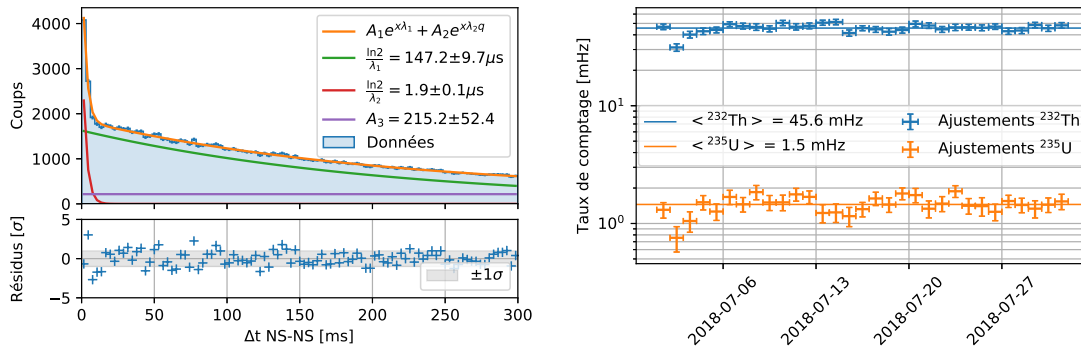 4000
3000
2000
1000
0
Coups
A₁e^{xλ₁} + A₂e^{xλ₂q}
ln2/λ₁ = 147.2±9.7μs
ln2/λ₂ = 1.9±0.1μs
A₃ = 215.2±52.4
Données
5
0
−5
Résidus [σ]
±1σ
0 50 100 150 200 250 300
Δt NS-NS [ms]
Taux de comptage [mHz]
10¹
10⁰
< ²³²Th > = 45.6 mHz
< ²³⁵U > = 1.5 mHz
Ajustements ²³²Th
Ajustements ²³⁵U
2018-07-06
2018-07-13
2018-07-20
2018-07-27